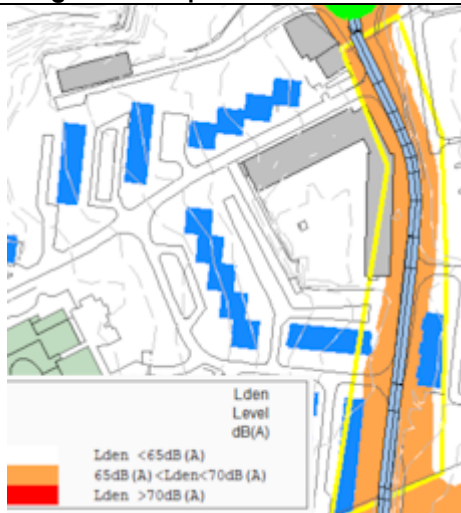 Lden
Level
dB(A)
Lden <65dB(A)
65dB(A)<Lden<70dB(A)
Lden >70dB(A)